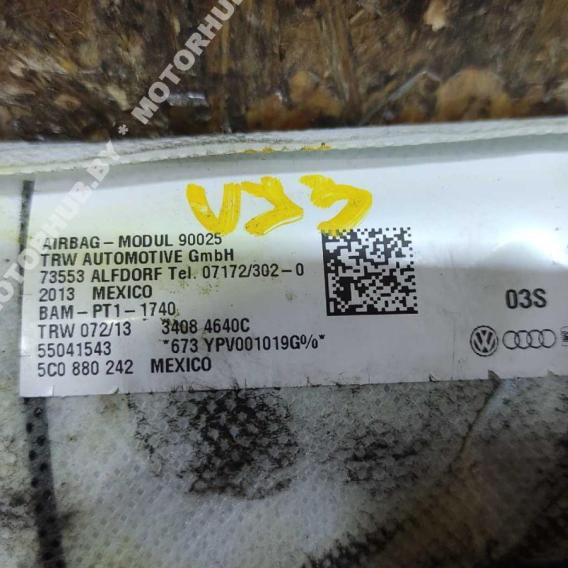 MOTORHUB.BY * MOTORHUB
AIRBAG - MODUL 90025
TRW AUTOMOTIVE GmbH
73553 ALFDORF Tel. 07172/302-0
2013 MEXICO
BAM-PT1-1740
TRW 072/13 3408 4640C
55041543 *673 YPV001019G%*
5C0 880 242 MEXICO
03S